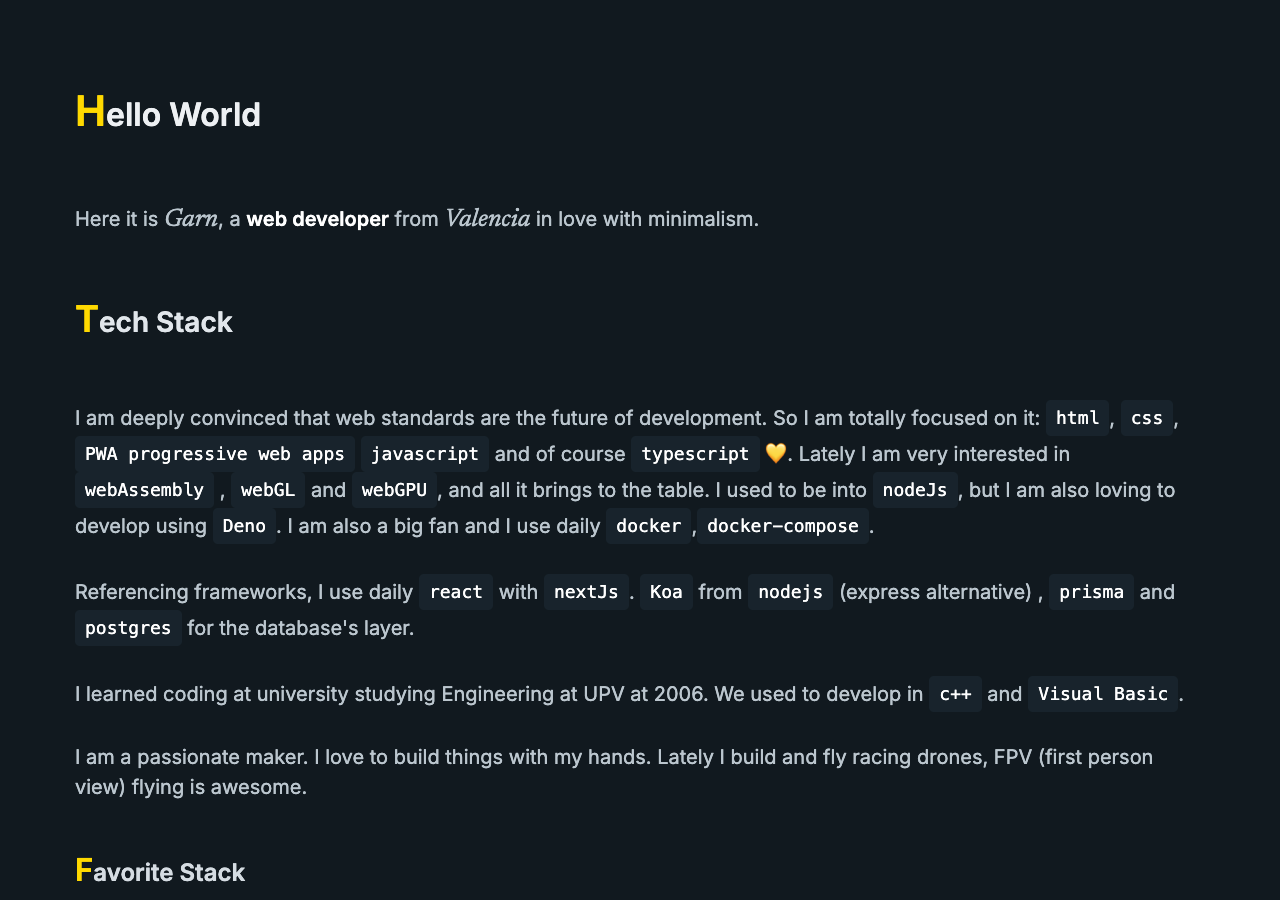 Hello World
Here it is Garn, a web developer from Valencia in love with minimalism.
Tech Stack
I am deeply convinced that web standards are the future of development. So I am totally focused on it: html , css ,
PWA progressive web apps javascript and of course typescript 💛. Lately I am very interested in
webAssembly , webGL and webGPU , and all it brings to the table. I used to be into nodeJs , but I am also loving to
develop using Deno . I am also a big fan and I use daily docker , docker-compose .
Referencing frameworks, I use daily react with nextJs . Koa from nodejs (express alternative) , prisma and
postgres for the database's layer.
I learned coding at university studying Engineering at UPV at 2006. We used to develop in c++ and Visual Basic .
I am a passionate maker. I love to build things with my hands. Lately I build and fly racing drones, FPV (first person
view) flying is awesome.
Favorite Stack